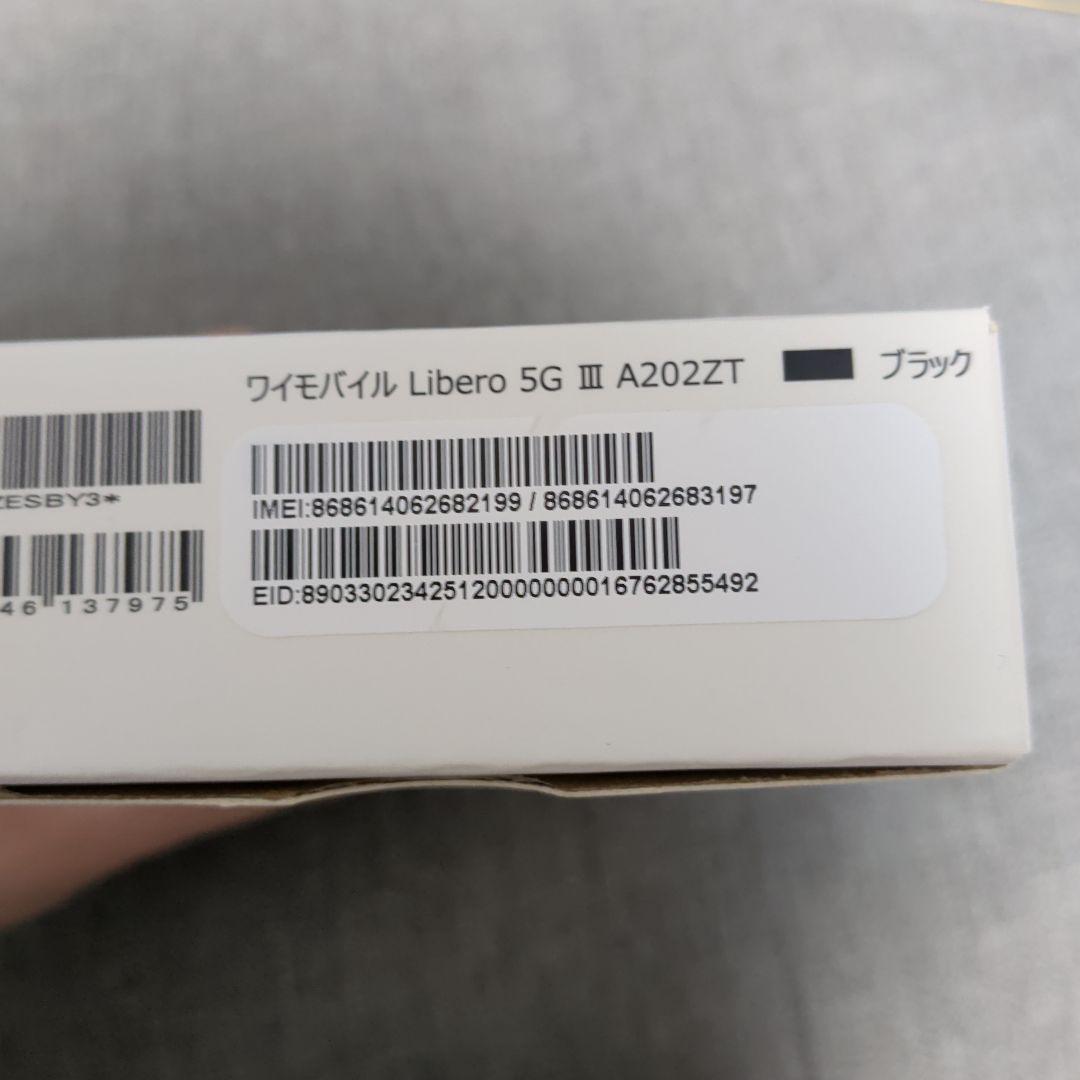 ワイモバイル Libero 5G Ⅲ A202ZT ブラック
ZESBY3*
IMEI:868614062682199 / 868614062683197
46 137975
EID:89033023425120000000016762855492